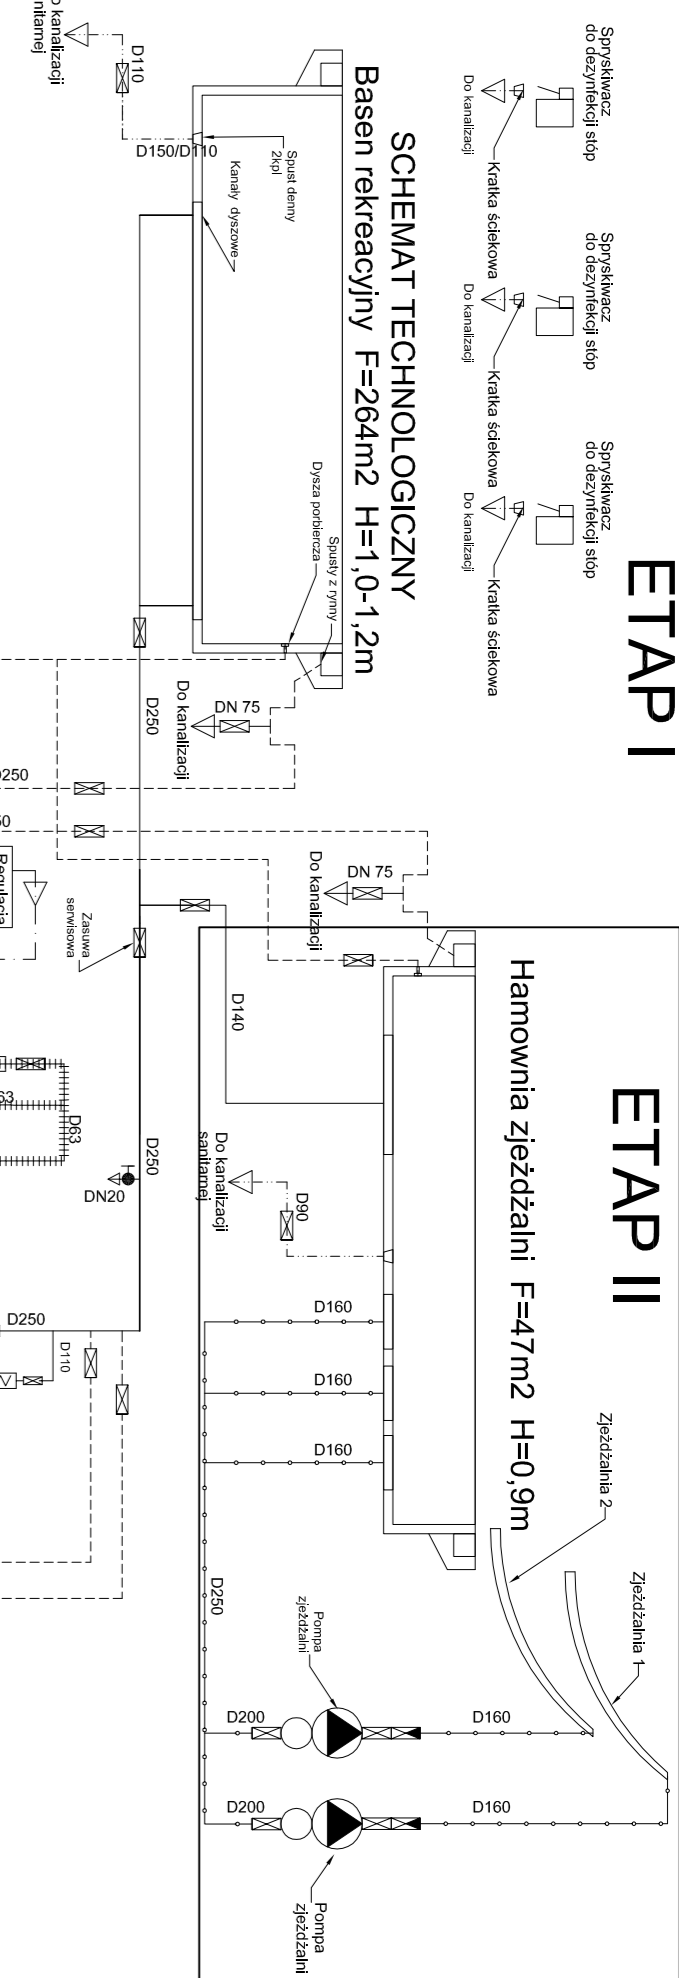 ETAP I
Spryskiwacz
do dezynfekcji stóp
Spryskiwacz
do dezynfekcji stóp
Spryskiwacz
do dezynfekcji stóp
Kratka ściekowa
Kratka ściekowa
Kratka ściekowa
Do kanalizacji
Do kanalizacji
Do kanalizacji
SCHEMAT TECHNOLOGICZNY
Basen rekreacyjny F=264m2 H=1,0-1,2m
Spust denny
2kpl
Kanały dyszowe
Dysza porbiercza
Spusty z rynny
D150/D110
D110
kanalizacji
D250
DN 75
Do kanalizacji
DN 75
Do kanalizacji
Zasuwa
serwisowa
D140
D63
D250
DN20
D250
D110
ETAP II
Hamownia zjeżdżalni F=47m2 H=0,9m
Zjeżdżalnia 2
Zjeżdżalnia 1
Do kanalizacji
sanitarnej
D90
D160
D160
D160
D250
Pompa
zjeżdżalni
D200
D160
D200
D160
Pompa
zjeżdżalni